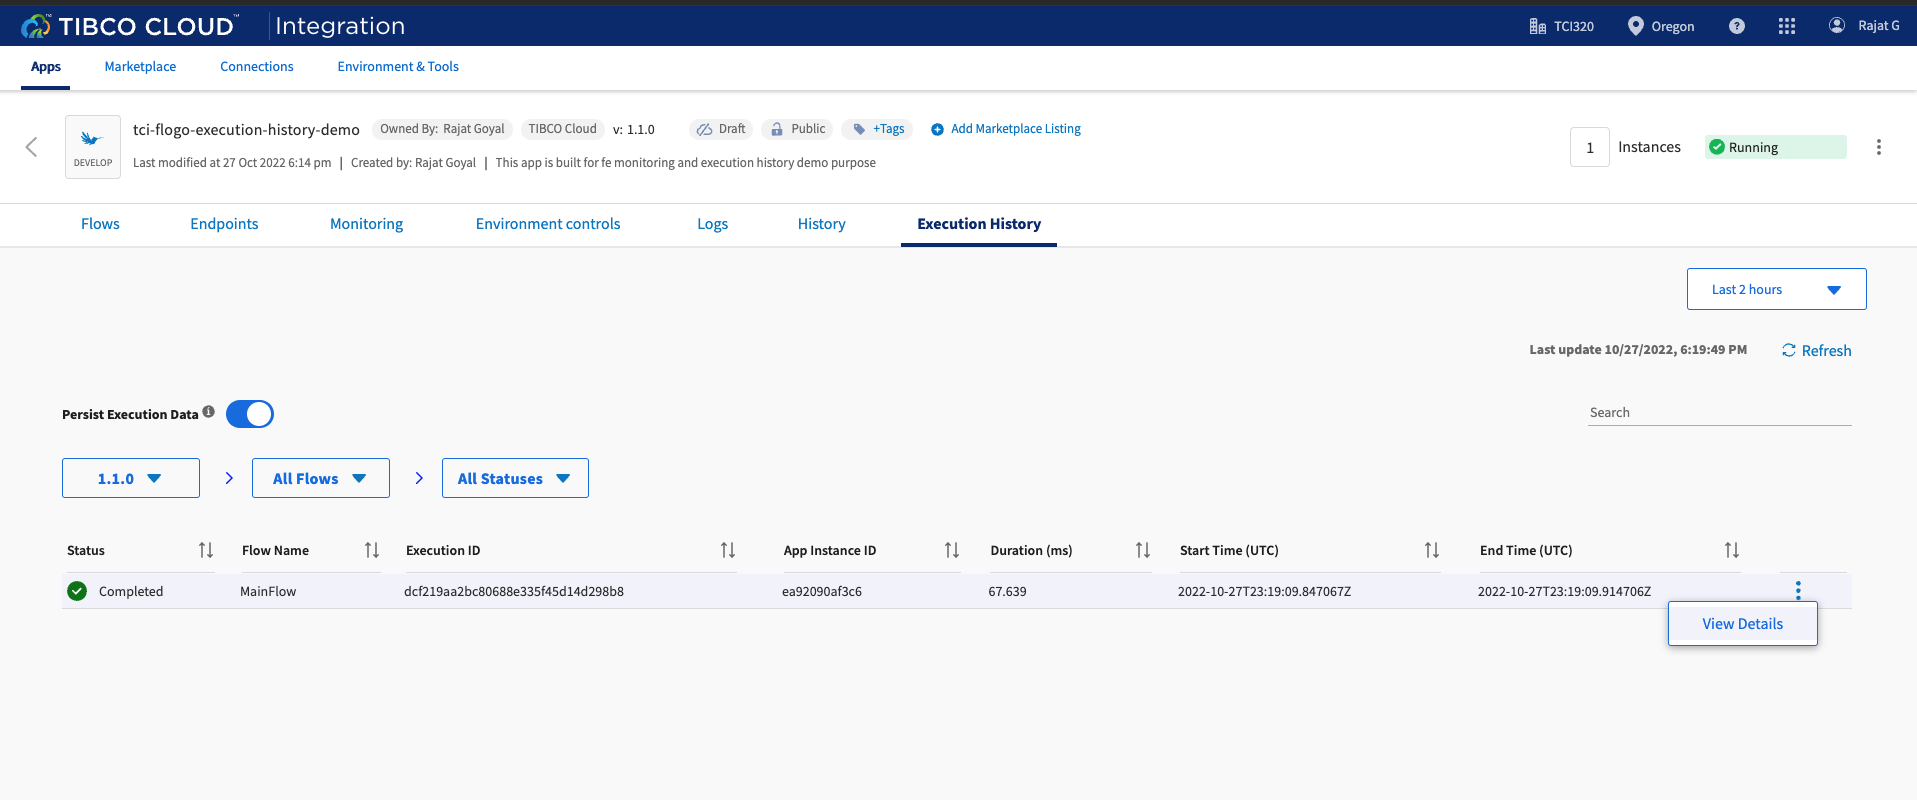 TIBCO CLOUD™ Integration TCI320 Oregon ? Rajat G
Apps Marketplace Connections Environment & Tools
tci-flogo-execution-history-demo Owned By: Rajat Goyal TIBCO Cloud v: 1.1.0 Draft Public +Tags Add Marketplace Listing
DEVELOP
Last modified at 27 Oct 2022 6:14 pm | Created by: Rajat Goyal | This app is built for fe monitoring and execution history demo purpose
1 Instances Running
Flows Endpoints Monitoring Environment controls Logs History Execution History
Last 2 hours
Last update 10/27/2022, 6:19:49 PM Refresh
Persist Execution Data
Search
1.1.0 > All Flows > All Statuses
Status Flow Name Execution ID App Instance ID Duration (ms) Start Time (UTC) End Time (UTC)
Completed MainFlow dcf219aa2bc80688e335f45d14d298b8 ea92090af3c6 67.639 2022-10-27T23:19:09.847067Z 2022-10-27T23:19:09.914706Z
View Details